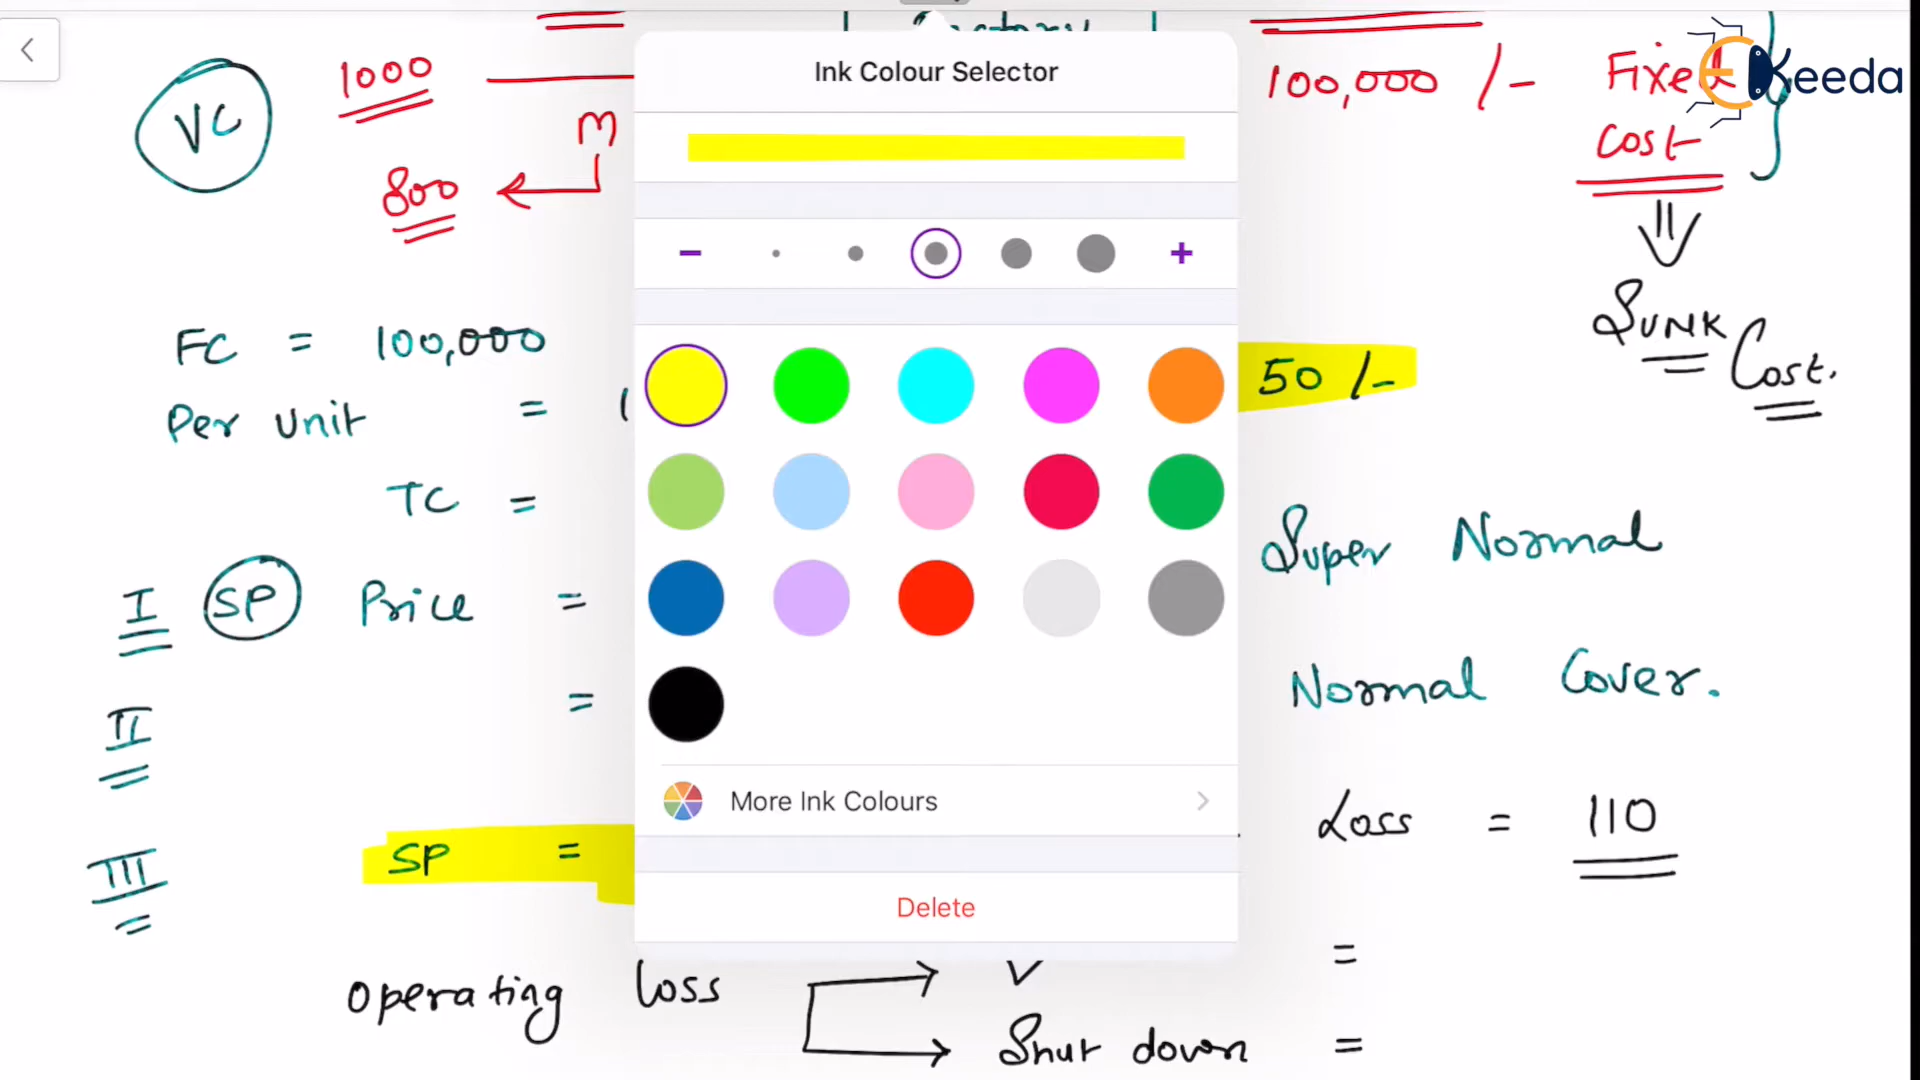 Ink Colour Selector
VC 1000 100,000 /- Fixed
Keeda
m
Cost
800
FC = 100,000
SUNK
Cost.
50 /-
Per unit =
TC =
Super Normal
I SP Price =
II =
Normal Cover.
More Ink Colours
Loss = 110
III SP =
Delete
=
Operating loss
Shut down =